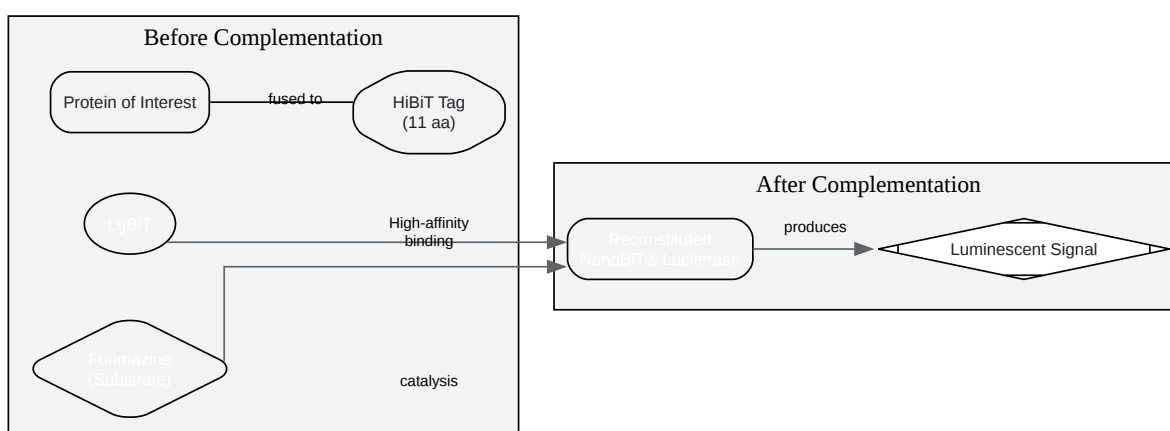 Before Complementation
Protein of Interest
fused to
HiBiT Tag
(11 aa)
LgBiT
High-affinity
binding
Furimazine
(Substrate)
catalysis
After Complementation
Reconstituted
NanoBiT® Luciferase
produces
Luminescent Signal